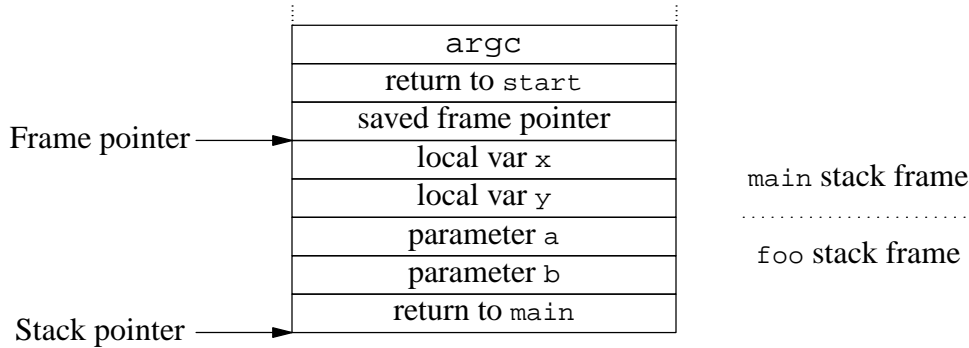 argc
return to start
saved frame pointer
Frame pointer
local var x
local var y
main stack frame
parameter a
foo stack frame
parameter b
return to main
Stack pointer